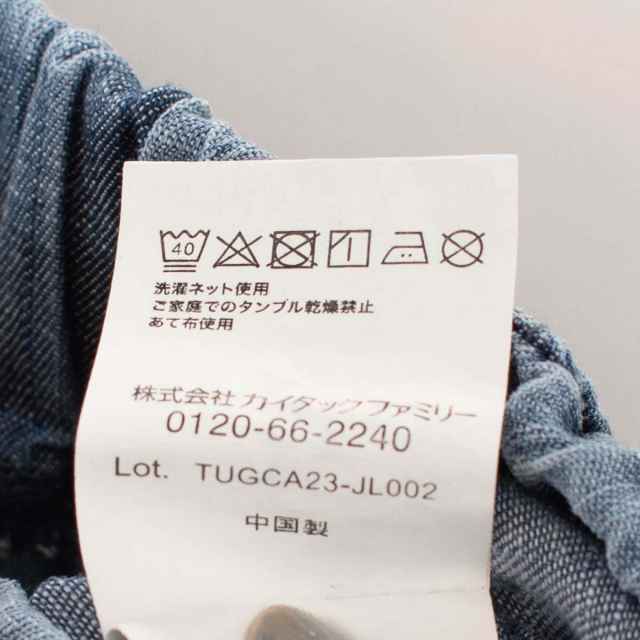 40
洗濯ネット使用
ご家庭でのタンブル乾燥禁止
あて布使用
株式会社カイタックファミリー
0120-66-2240
Lot. TUGCA23-JL002
中国製